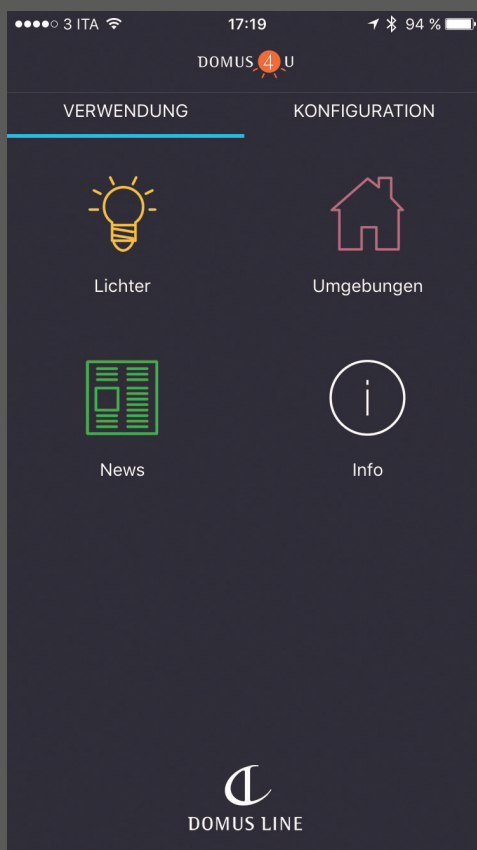 3 ITA 17:19 94 %
DOMUS 4 U
VERWENDUNG KONFIGURATION
Lichter Umgebungen
News Info
DOMUS LINE